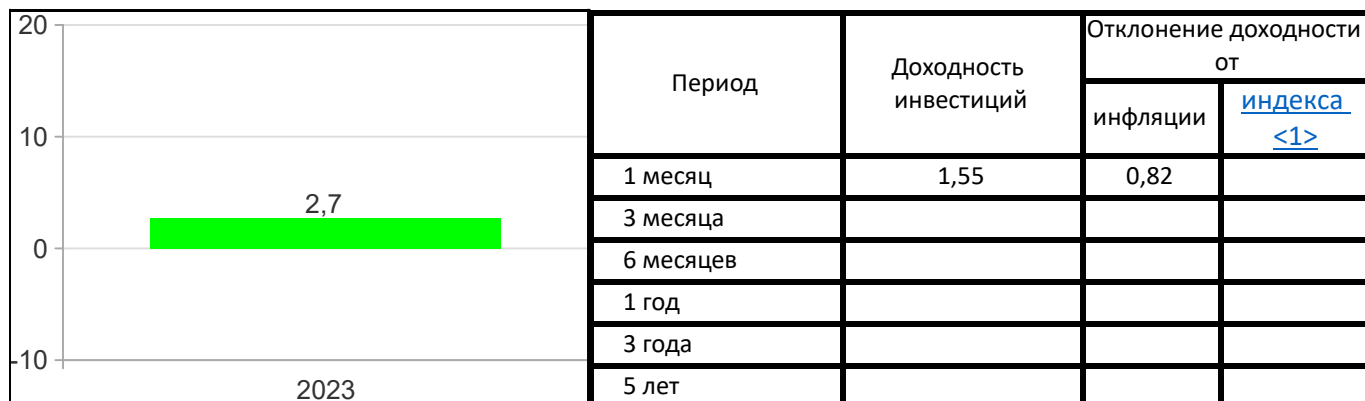 20
10
0
-10
2,7
2023
Период
Доходность
инвестиций
Отклонение доходности
от
инфляции
индекса
<1>
1 месяц 1,55 0,82
3 месяца
6 месяцев
1 год
3 года
5 лет